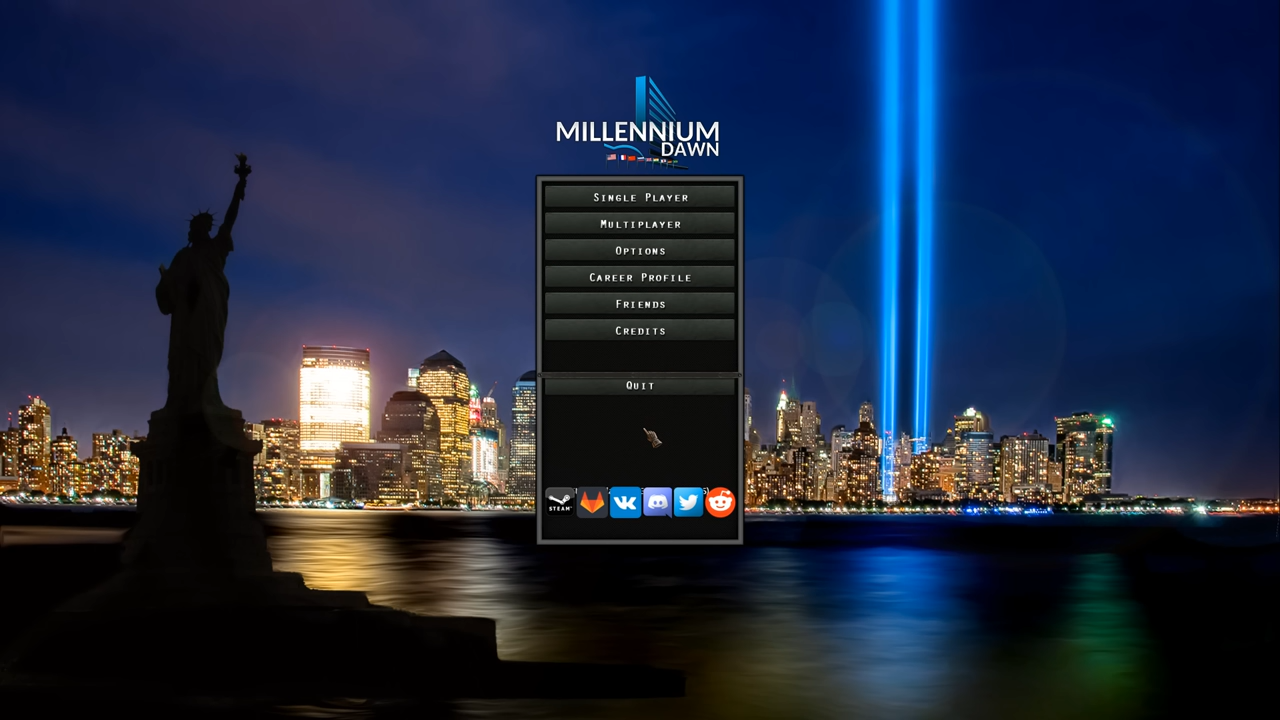 MILLENNIUM
DAWN
Single Player
Multiplayer
Options
Career Profile
Friends
Credits
Quit
STEAM